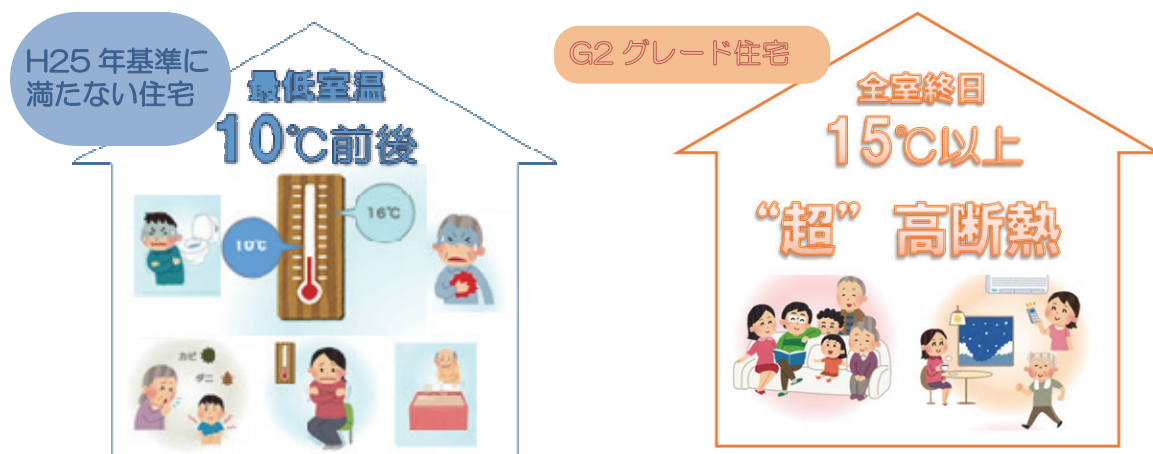 H25 年基準に
満たない住宅
最低室温
10℃前後
16℃
10℃
カビ
ダニ
G2 グレード住宅
全室終日
15℃以上
“超” 高断熱